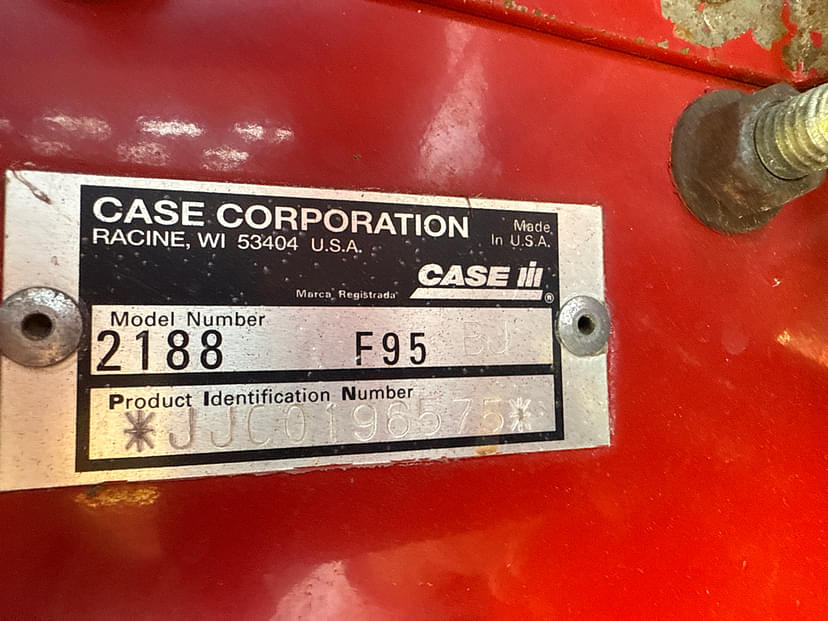 CASE CORPORATION
RACINE, WI 53404 U.S.A.
Made
In U.S.A.
CASE IH
Marca Registrada ®
Model Number
2188 F95 BJ
Product Identification Number
*JJC0196575*